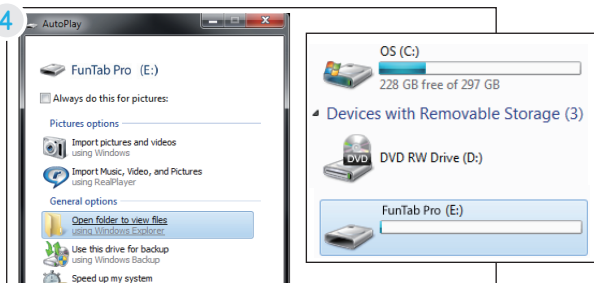 4
AutoPlay
FunTab Pro (E:)
Always do this for pictures:
Pictures options
Import pictures and videos
using Windows
Import Music, Video, and Pictures
using RealPlayer
General options
Open folder to view files
using Windows Explorer
Use this drive for backup
using Windows Backup
Speed up my system
OS (C:)
228 GB free of 297 GB
Devices with Removable Storage (3)
DVD
DVD RW Drive (D:)
FunTab Pro (E:)